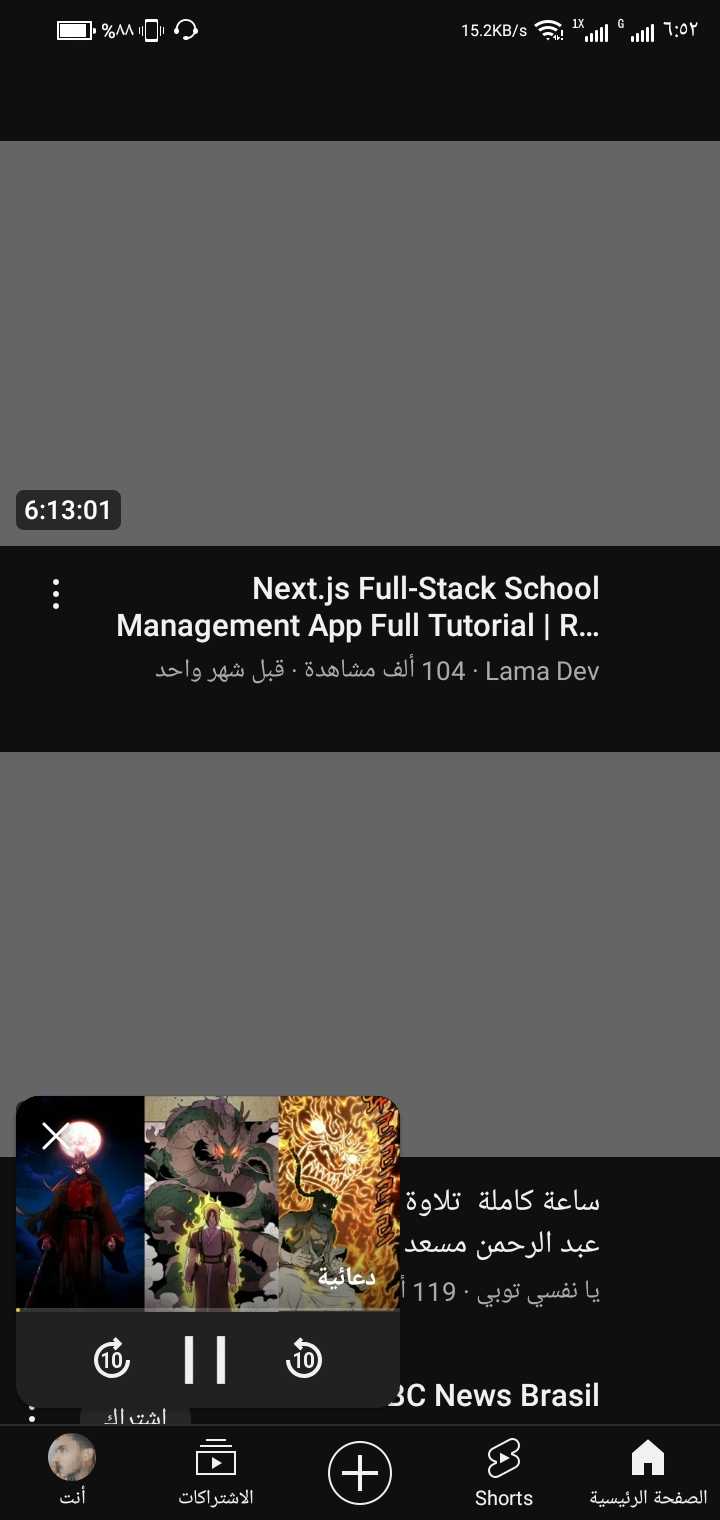 %٨٨
15.2KB/s
1X
G
٦:٥٢
6:13:01
Next.js Full-Stack School
Management App Full Tutorial | R...
Lama Dev · 104 ألف مشاهدة · قبل شهر واحد
ساعة كاملة تلاوة
عبد الرحمن مسعد
يا نفسي توبي · 119 أ
دعائية
10
10
BC News Brasil
اشتراك
الصفحة الرئيسية
Shorts
الاشتراكات
أنت